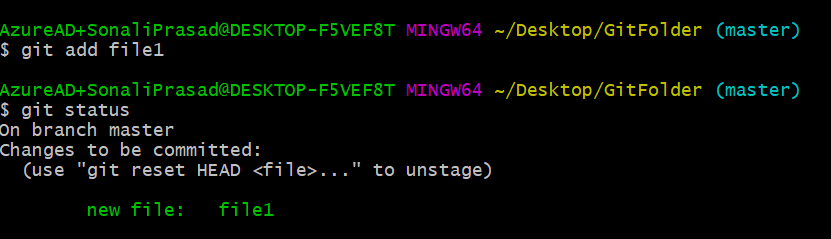 AzureAD+SonaliPrasad@DESKTOP-F5VEF8T MINGW64 ~/Desktop/GitFolder (master)
$ git add file1
AzureAD+SonaliPrasad@DESKTOP-F5VEF8T MINGW64 ~/Desktop/GitFolder (master)
$ git status
On branch master
Changes to be committed:
  (use "git reset HEAD <file>..." to unstage)
        new file:   file1